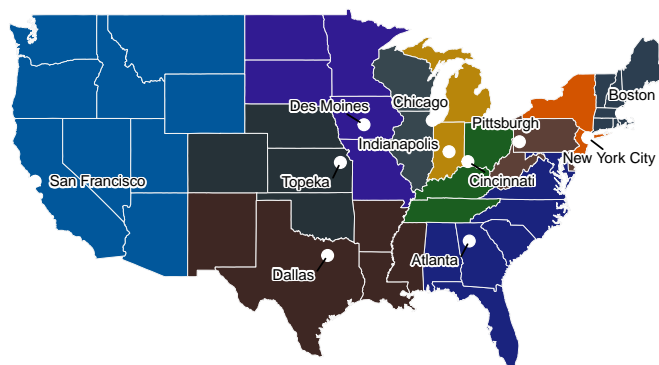 Boston
Chicago
Des Moines
Pittsburgh
Indianapolis
New York City
San Francisco
Topeka
Cincinnati
Atlanta
Dallas